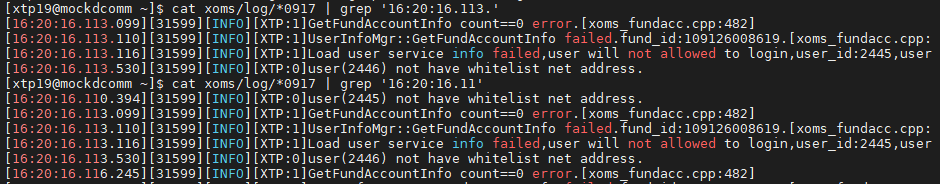 [xtp19@mockdcomm ~]$ cat xoms/log/*0917 | grep '16:20:16.113.'
[16:20:16.113.099][31599][INFO][XTP:1]GetFundAccountInfo count==0 error.[xoms_fundacc.cpp:482]
[16:20:16.113.110][31599][INFO][XTP:1]UserInfoMgr::GetFundAccountInfo failed.fund_id:109126008619.[xoms_fundacc.cpp:
[16:20:16.113.116][31599][INFO][XTP:1]Load user service info failed,user will not allowed to login,user_id:2445,user
[16:20:16.113.530][31599][INFO][XTP:0]user(2446) not have whitelist net address.
[xtp19@mockdcomm ~]$ cat xoms/log/*0917 | grep '16:20:16.11'
[16:20:16.110.394][31599][INFO][XTP:0]user(2445) not have whitelist net address.
[16:20:16.113.099][31599][INFO][XTP:1]GetFundAccountInfo count==0 error.[xoms_fundacc.cpp:482]
[16:20:16.113.110][31599][INFO][XTP:1]UserInfoMgr::GetFundAccountInfo failed.fund_id:109126008619.[xoms_fundacc.cpp:
[16:20:16.113.116][31599][INFO][XTP:1]Load user service info failed,user will not allowed to login,user_id:2445,user
[16:20:16.113.530][31599][INFO][XTP:0]user(2446) not have whitelist net address.
[16:20:16.116.245][31599][INFO][XTP:1]GetFundAccountInfo count==0 error.[xoms_fundacc.cpp:482]